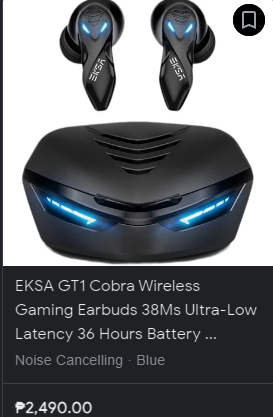 EKSA
EKSA
EKSA GT1 Cobra Wireless
Gaming Earbuds 38Ms Ultra-Low
Latency 36 Hours Battery ...
Noise Cancelling · Blue
₱2,490.00